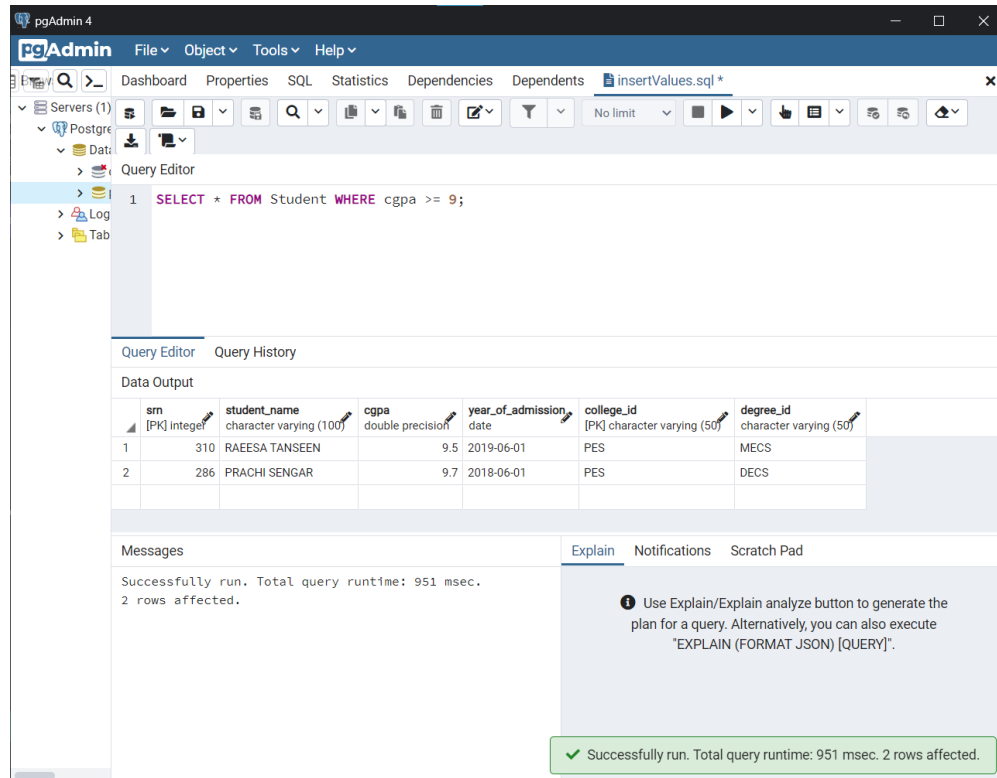 pgAdmin 4
pgAdmin File Object Tools Help
Dashboard Properties SQL Statistics Dependencies Dependents insertValues.sql *
Servers (1)
No limit
Query Editor
1 SELECT * FROM Student WHERE cgpa >= 9;
Query Editor Query History
Data Output
srn student_name cgpa year_of_admission college_id degree_id
[PK] integer character varying (100) double precision date [PK] character varying (50) character varying (50)
1 310 RAEESA TANSEEN 9.5 2019-06-01 PES MECS
2 286 PRACHI SENGAR 9.7 2018-06-01 PES DECS
Messages Explain Notifications Scratch Pad
Successfully run. Total query runtime: 951 msec.
2 rows affected.
Use Explain/Explain analyze button to generate the
plan for a query. Alternatively, you can also execute
"EXPLAIN (FORMAT JSON) [QUERY]".
Successfully run. Total query runtime: 951 msec. 2 rows affected.